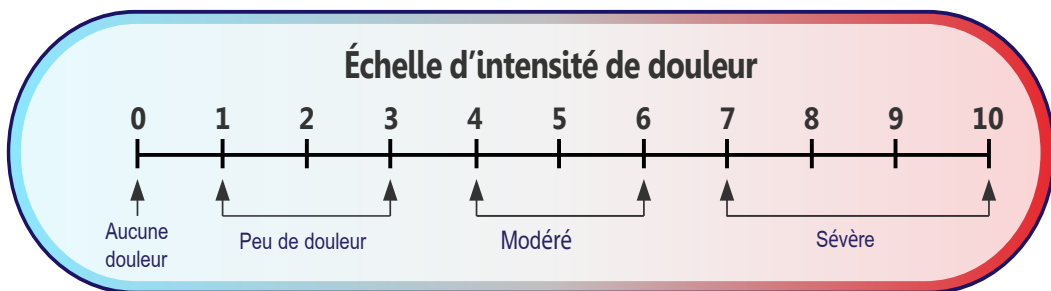 Échelle d'intensité de douleur
0 1 2 3 4 5 6 7 8 9 10
Aucune douleur
Peu de douleur
Modéré
Sévère